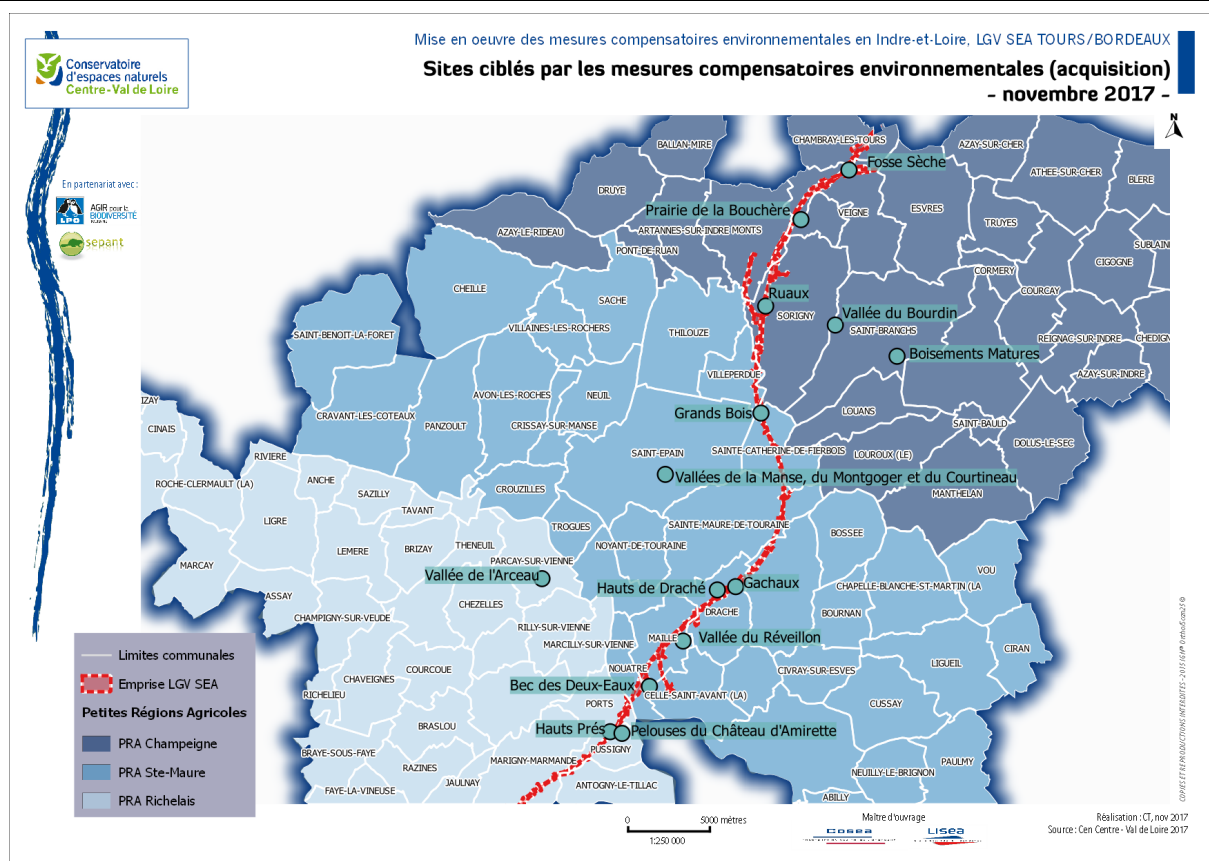 Mise en oeuvre des mesures compensatoires environnementales en Indre-et-Loire, LGV SEA TOURS/BORDEAUX
Sites ciblés par les mesures compensatoires environnementales (acquisition)
- novembre 2017 -
Conservatoire
d'espaces naturels
Centre-Val de Loire
En partenariat avec :
LPO
AGIR pour la
BIODIVERSITÉ
sepant
N
BALLAN-MIRE
CHAMBRAY-LES-TOURS
AZAY-SUR-CHER
Fosse Sèche
ATHEE-SUR-CHER
BLERE
DRUYE
Prairie de la Bouchère
VEIGNE
ESVRES
TRUYES
AZAY-LE-RIDEAU
ARTANNES-SUR-INDRE
MONTS
SUBLAIN
PONT-DE-RUAN
CIGOGNE
CORMERY
CHEILLE
SACHE
Ruaux
COURCAY
SORIGNY
Vallée du Bourdin
SAINT-BRANCHS
SAINT-BENOIT-LA-FORET
VILLAINES-LES-ROCHERS
THILOUZE
REIGNAC-SUR-INDRE
CHEDIGN
Boisements Matures
VILLEPERDUE
AZAY-SUR-INDRE
AVON-LES-ROCHES
NEUIL
IZAY
CRAVANT-LES-COTEAUX
Grands Bois
LOUANS
PANZOULT
CRISSAY-SUR-MANSE
SAINT-BAULD
CINAIS
DOLUS-LE-SEC
SAINT-EPAIN
SAINTE-CATHERINE-DE-FIERBOIS
LOUROUX (LE)
RIVIERE
Vallées de la Manse, du Montgoger et du Courtineau
ROCHE-CLERMAULT (LA)
ANCHE
CROUZILLES
MANTHELAN
SAZILLY
TAVANT
LIGRE
TROGUES
SAINTE-MAURE-DE-TOURAINE
BOSSEE
LEMERE
BRIZAY
THENEUIL
NOYANT-DE-TOURAINE
PARCAY-SUR-VIENNE
MARCAY
VOU
Vallée de l'Arceau
Hauts de Draché
Gachaux
CHAPELLE-BLANCHE-ST-MARTIN (LA
ASSAY
CHEZELLES
DRACHE
BOURNAN
CHAMPIGNY-SUR-VEUDE
RILLY-SUR-VIENNE
MARCILLY-SUR-VIENNE
MAILLE
Vallée du Réveillon
CIRAN
LIGUEIL
COURCOUE
NOUATRE
CIVRAY-SUR-ESVES
CHAVEIGNES
Bec des Deux-Eaux
CELLE-SAINT-AVANT (LA)
RICHELIEU
PORTS
CUSSAY
BRASLOU
Hauts Prés
Pelouses du Château d'Amirette
PUSSIGNY
BRAYE-SOUS-FAYE
MARIGNY-MARMANDE
PAULMY
RAZINES
JAULNAY
NEUILLY-LE-BRIGNON
FAYE-LA-VINEUSE
ANTOGNY-LE-TILLAC
ABILLY
Limites communales
Emprise LGV SEA
Petites Régions Agricoles
PRA Champeigne
PRA Ste-Maure
PRA Richelais
0 5000 mètres
1:250 000
Maître d'ouvrage
Cosea
LISEA
Réalisation : CT, nov 2017
Source : Cen Centre - Val de Loire 2017
COPIES ET REPRODUCTIONS INTERDITES - 2015 IGN® OrthoIScan25 ©